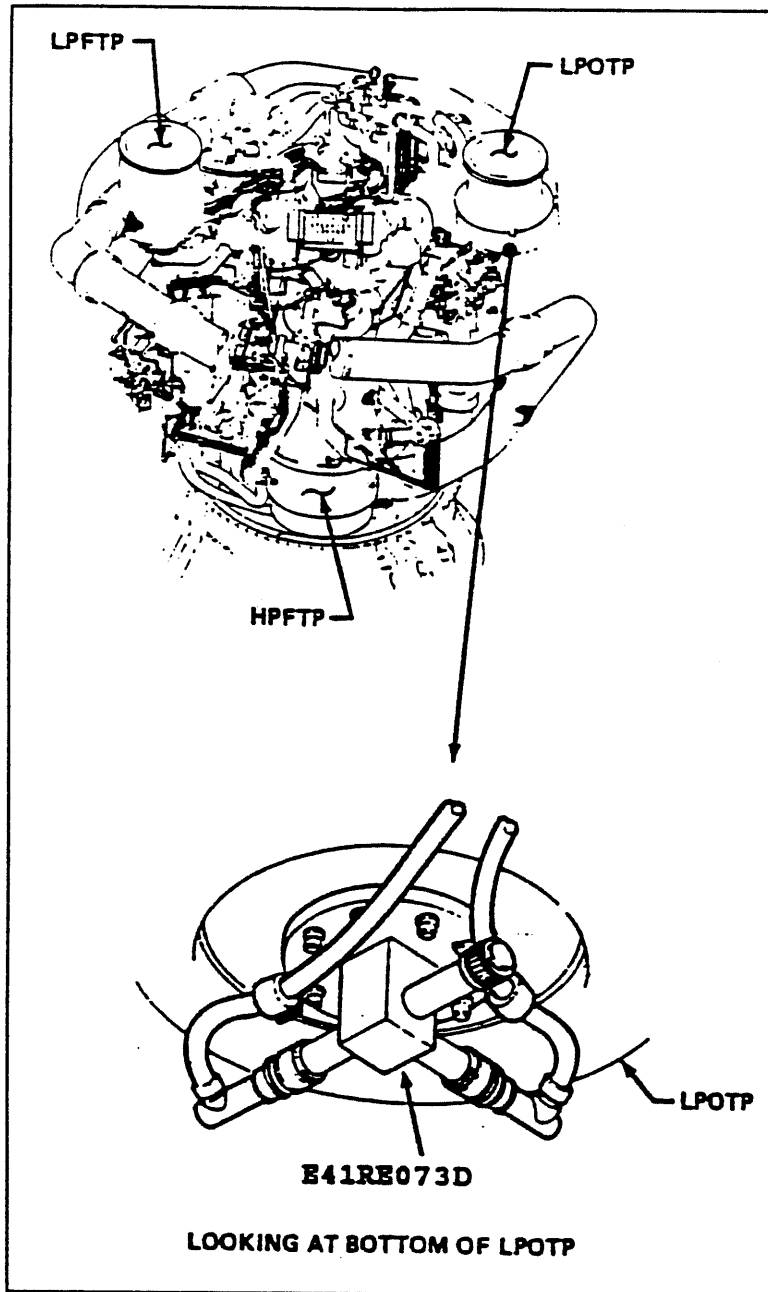 LPFTP
LPOTP
HPFTP
LPOTP
E41RE073D
LOOKING AT BOTTOM OF LPOTP